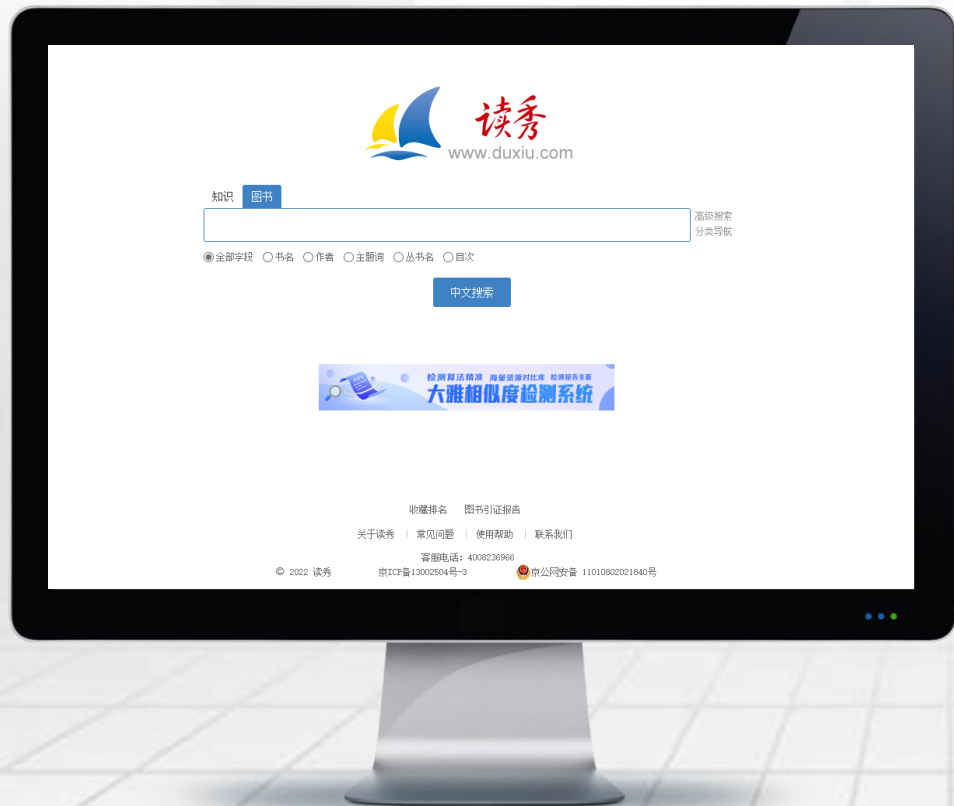 读秀
www.duxiu.com
知识 图书
高级搜索
分类导航
全部字段 书名 作者 主题词 丛书名 目次
中文搜索
检测算法精准 海量资源对比库 检测报告全面
大雅相似度检测系统
收藏排名 图书引证报告
关于读秀 | 常见问题 | 使用帮助 | 联系我们
客服电话：4008236966
© 2022 读秀 京ICP备13002504号-3 京公网安备 11010802021840号